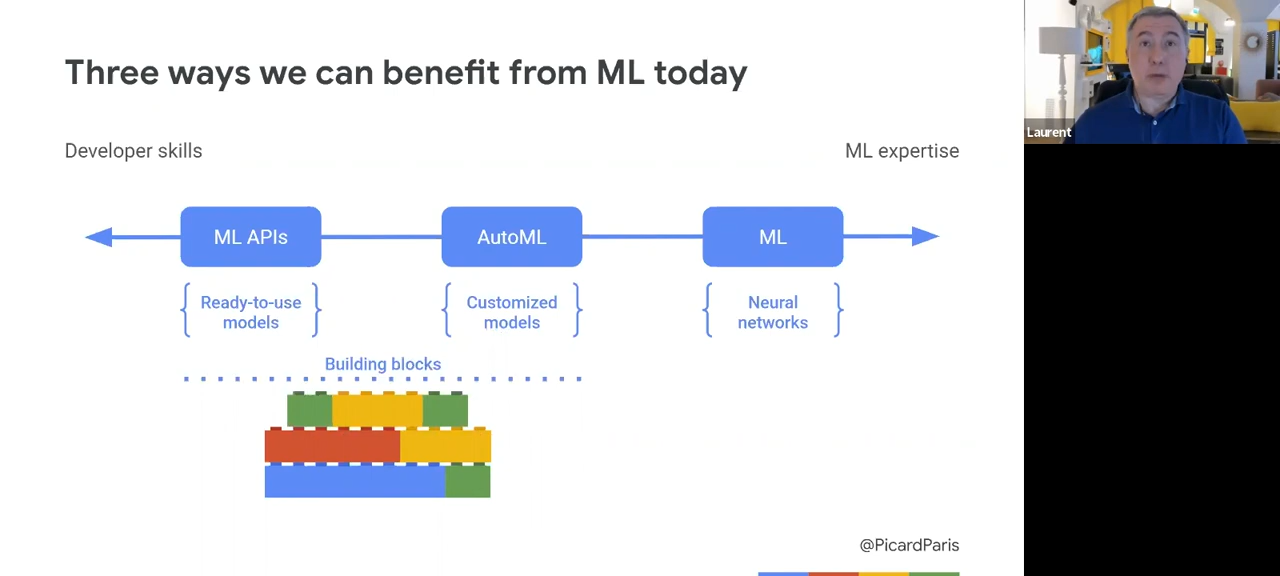 Three ways we can benefit from ML today
Developer skills
ML expertise
ML APIs
AutoML
ML
Ready-to-use
models
Customized
models
Neural
networks
Building blocks
@PicardParis
Laurent